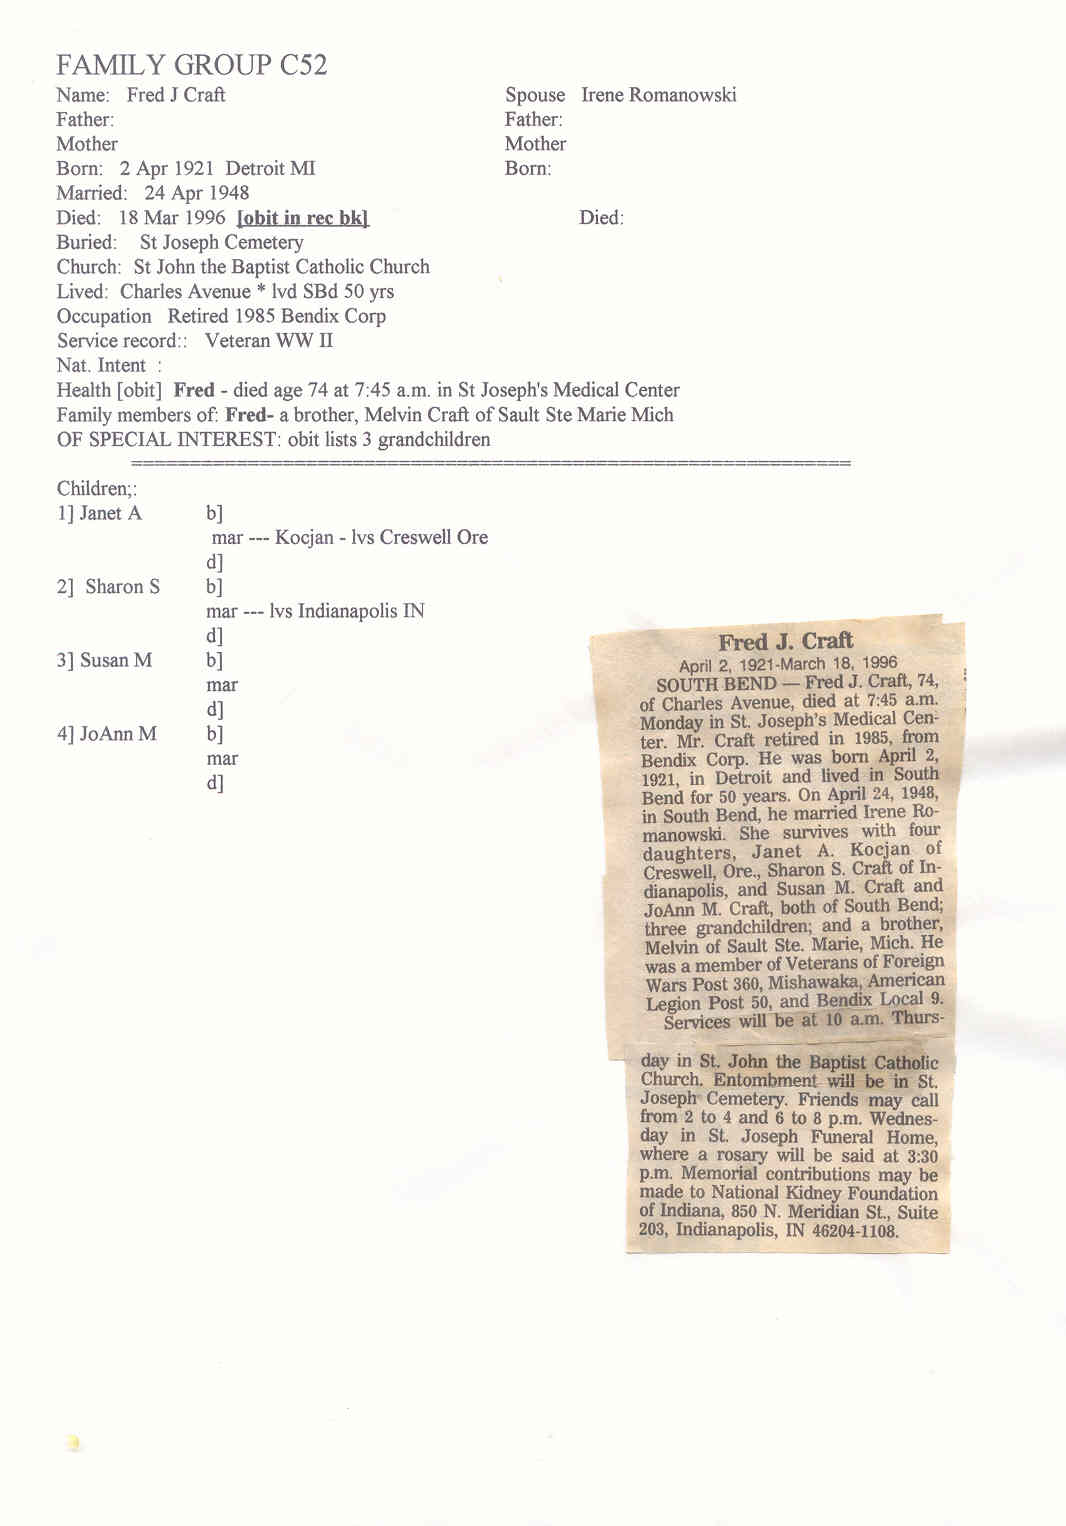 FAMILY GROUP C52
Name: Fred J Craft Spouse Irene Romanowski
Father: Father:
Mother Mother
Born: 2 Apr 1921 Detroit MI Born:
Married: 24 Apr 1948
Died: 18 Mar 1996 [obit in rec bk] Died:
Buried: St Joseph Cemetery
Church: St John the Baptist Catholic Church
Lived: Charles Avenue * lvd SBd 50 yrs
Occupation Retired 1985 Bendix Corp
Service record:: Veteran WW II
Nat. Intent :
Health [obit] Fred - died age 74 at 7:45 a.m. in St Joseph's Medical Center
Family members of: Fred- a brother, Melvin Craft of Sault Ste Marie Mich
OF SPECIAL INTEREST: obit lists 3 grandchildren
==============================================================
Children;:
1] Janet A b]
mar --- Kocjan - lvs Creswell Ore
d]
2] Sharon S b]
mar --- lvs Indianapolis IN
d]
3] Susan M b]
mar
d]
4] JoAnn M b]
mar
d]
Fred J. Craft
April 2, 1921-March 18, 1996
SOUTH BEND — Fred J. Craft, 74,
of Charles Avenue, died at 7:45 a.m.
Monday in St. Joseph's Medical Cen-
ter. Mr. Craft retired in 1985, from
Bendix Corp. He was born April 2,
1921, in Detroit and lived in South
Bend for 50 years. On April 24, 1948,
in South Bend, he married Irene Ro-
manowski. She survives with four
daughters, Janet A. Kocjan of
Creswell, Ore., Sharon S. Craft of In-
dianapolis, and Susan M. Craft and
JoAnn M. Craft, both of South Bend;
three grandchildren; and a brother,
Melvin of Sault Ste. Marie, Mich. He
was a member of Veterans of Foreign
Wars Post 360, Mishawaka, American
Legion Post 50, and Bendix Local 9.
Services will be at 10 a.m. Thurs-
day in St. John the Baptist Catholic
Church. Entombment will be in St.
Joseph Cemetery. Friends may call
from 2 to 4 and 6 to 8 p.m. Wednes-
day in St. Joseph Funeral Home,
where a rosary will be said at 3:30
p.m. Memorial contributions may be
made to National Kidney Foundation
of Indiana, 850 N. Meridian St., Suite
203, Indianapolis, IN 46204-1108.